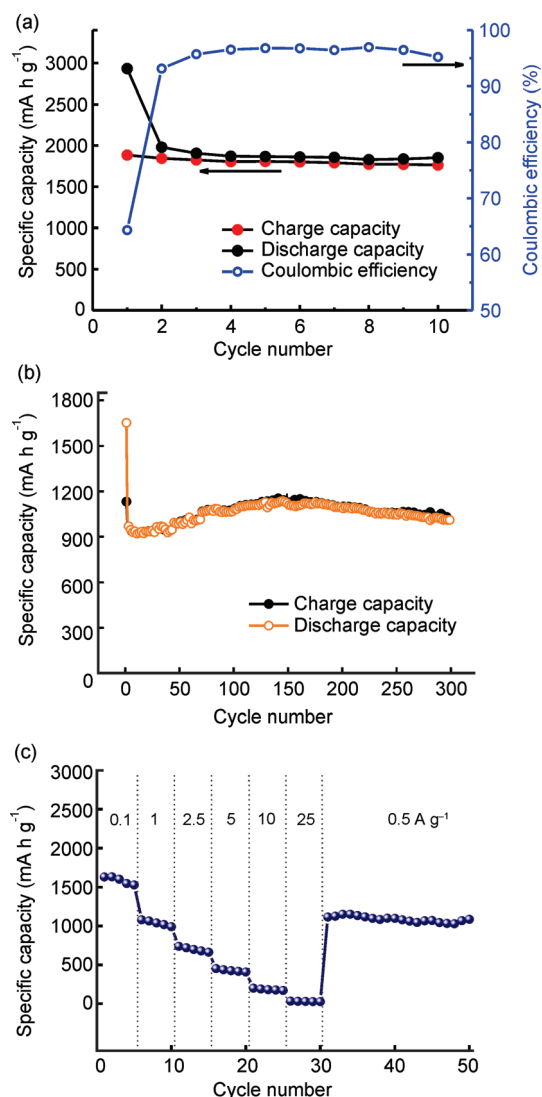 (a)
Specific capacity (mA h g⁻¹)
3000
2500
2000
1500
1000
500
0
100
90
80
70
60
50
Coulombic efficiency (%)
Charge capacity
Discharge capacity
Coulombic efficiency
0 2 4 6 8 10
Cycle number
(b)
Specific capacity (mA h g⁻¹)
1800
1500
1200
900
600
300
0
Charge capacity
Discharge capacity
0 50 100 150 200 250 300
Cycle number
(c)
Specific capacity (mA h g⁻¹)
3000
2500
2000
1500
1000
500
0
0.1 1 2.5 5 10 25 0.5 A g⁻¹
0 10 20 30 40 50
Cycle number